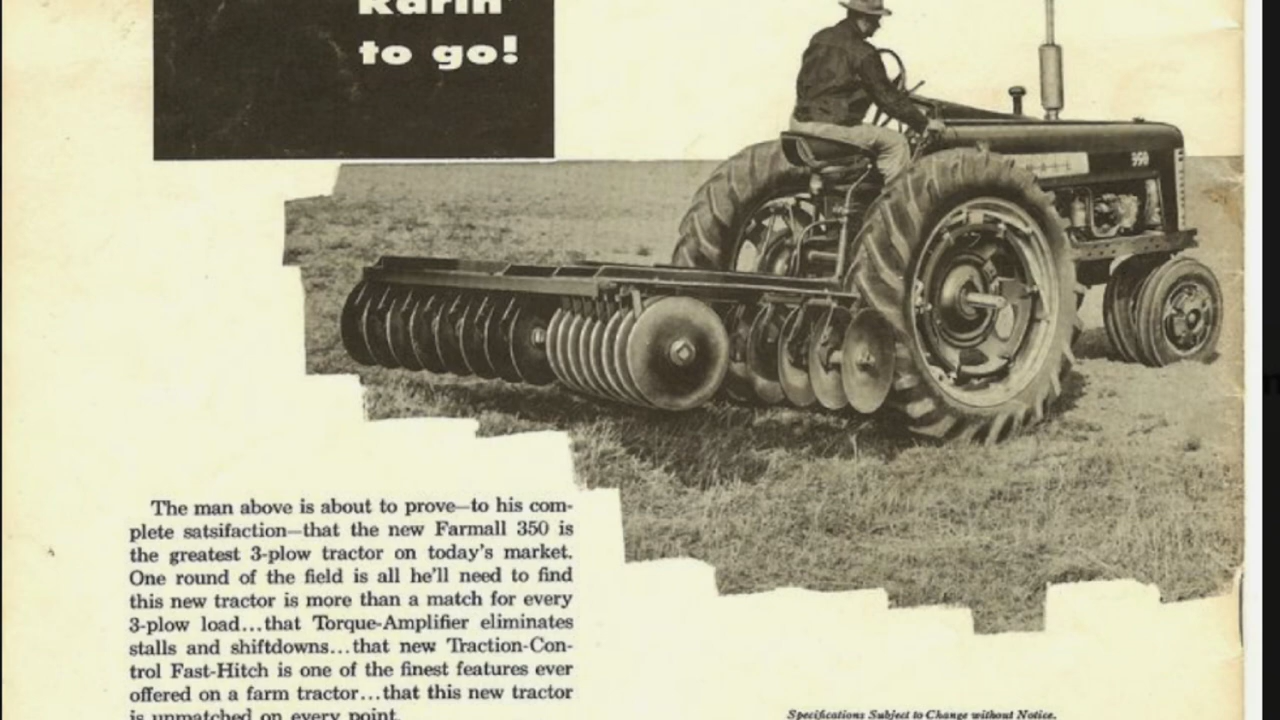 Rarin'
to go!
350
The man above is about to prove—to his com-
plete satsifaction—that the new Farmall 350 is
the greatest 3-plow tractor on today's market.
One round of the field is all he'll need to find
this new tractor is more than a match for every
3-plow load...that Torque-Amplifier eliminates
stalls and shiftdowns...that new Traction-Con-
trol Fast-Hitch is one of the finest features ever
offered on a farm tractor...that this new tractor
is unmatched on every point.
Specifications Subject to Change without Notice.